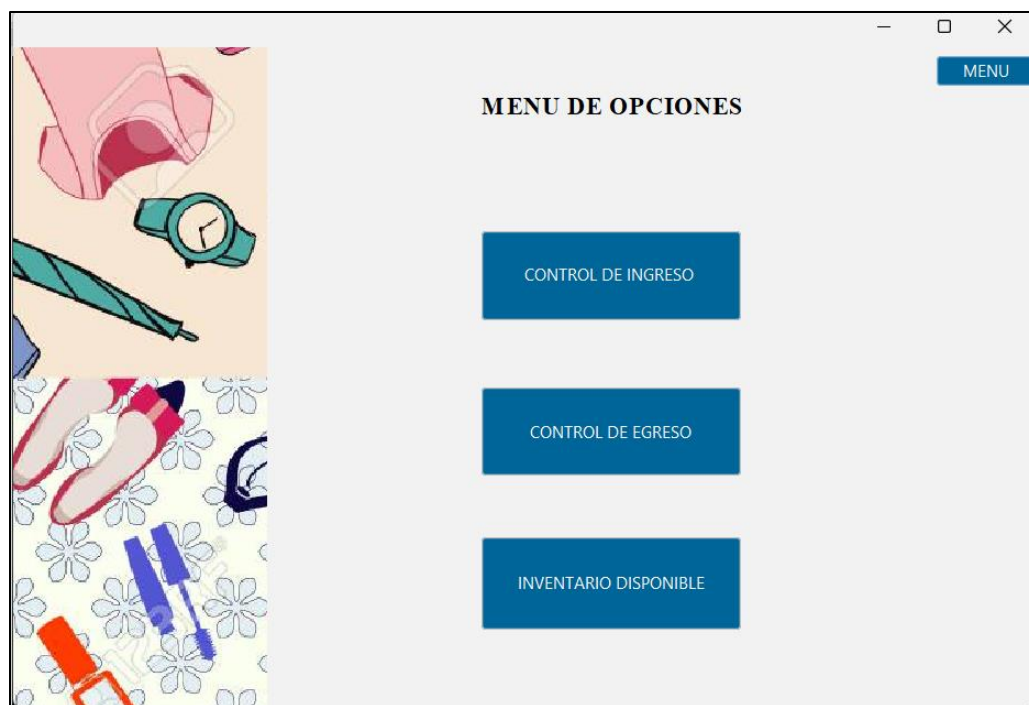 MENU
MENU DE OPCIONES
CONTROL DE INGRESO
CONTROL DE EGRESO
INVENTARIO DISPONIBLE